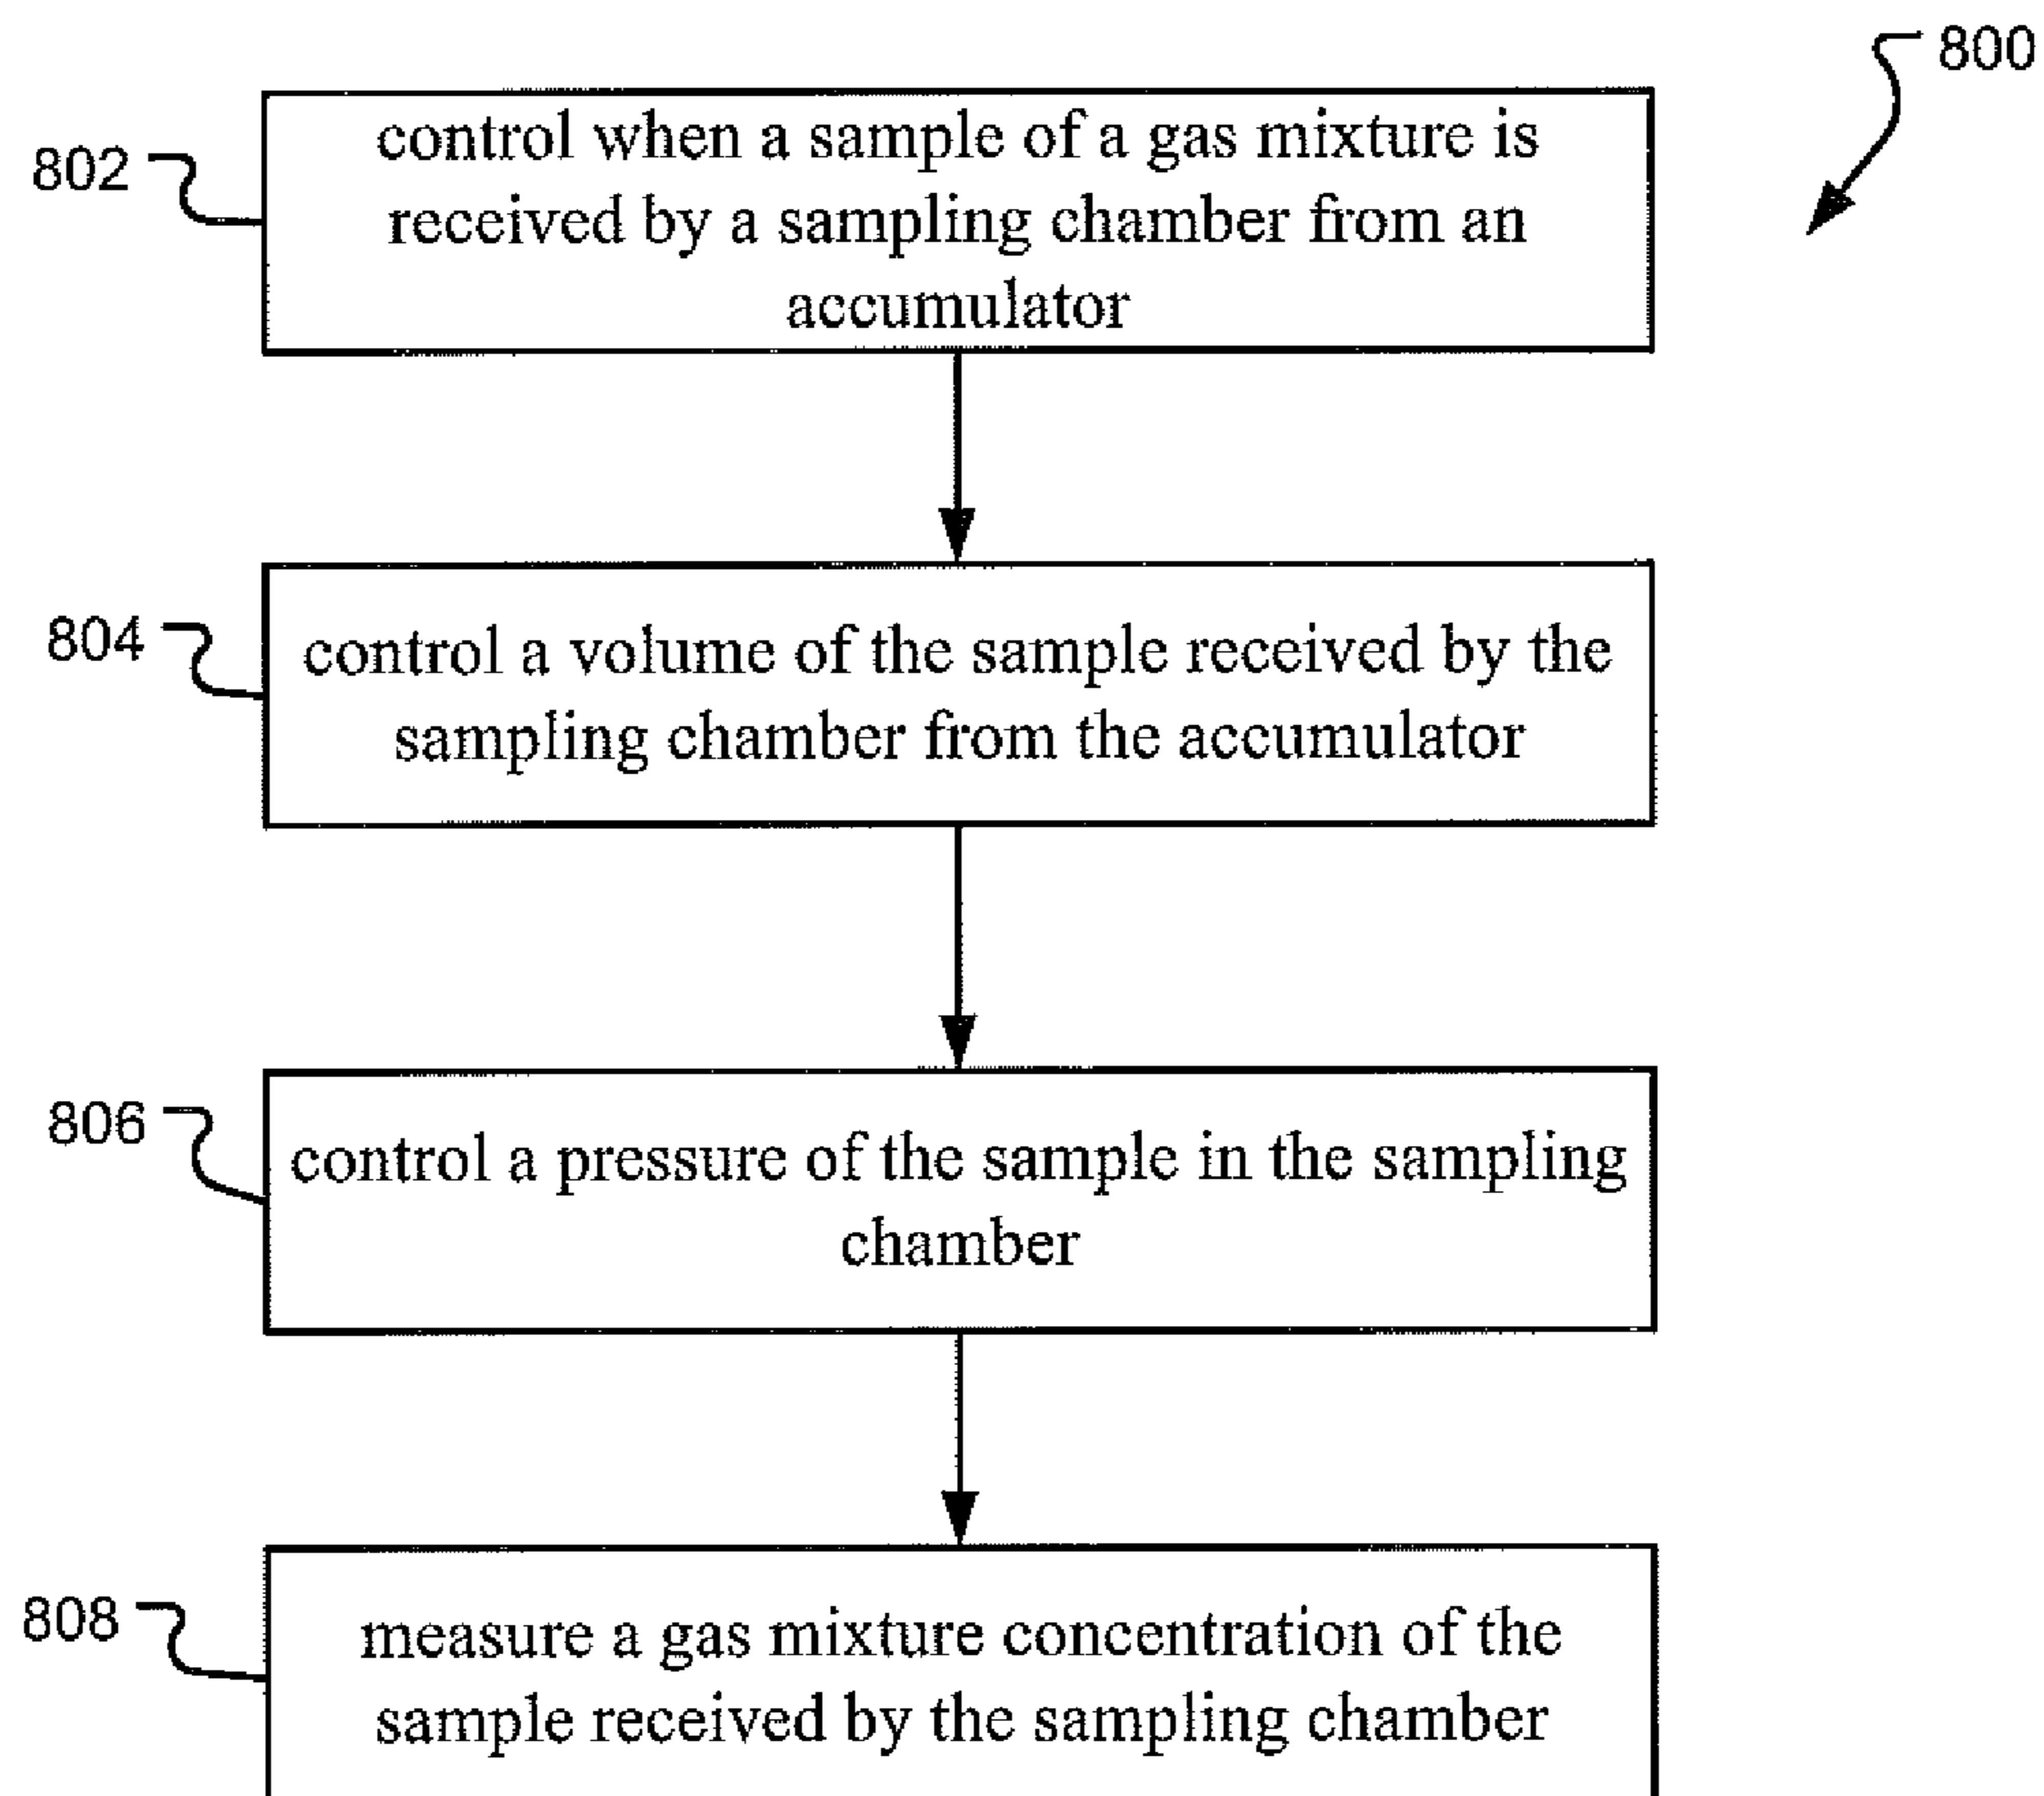 800
802
control when a sample of a gas mixture is
received by a sampling chamber from an
accumulator
804
control a volume of the sample received by the
sampling chamber from the accumulator
806
control a pressure of the sample in the sampling
chamber
808
measure a gas mixture concentration of the
sample received by the sampling chamber